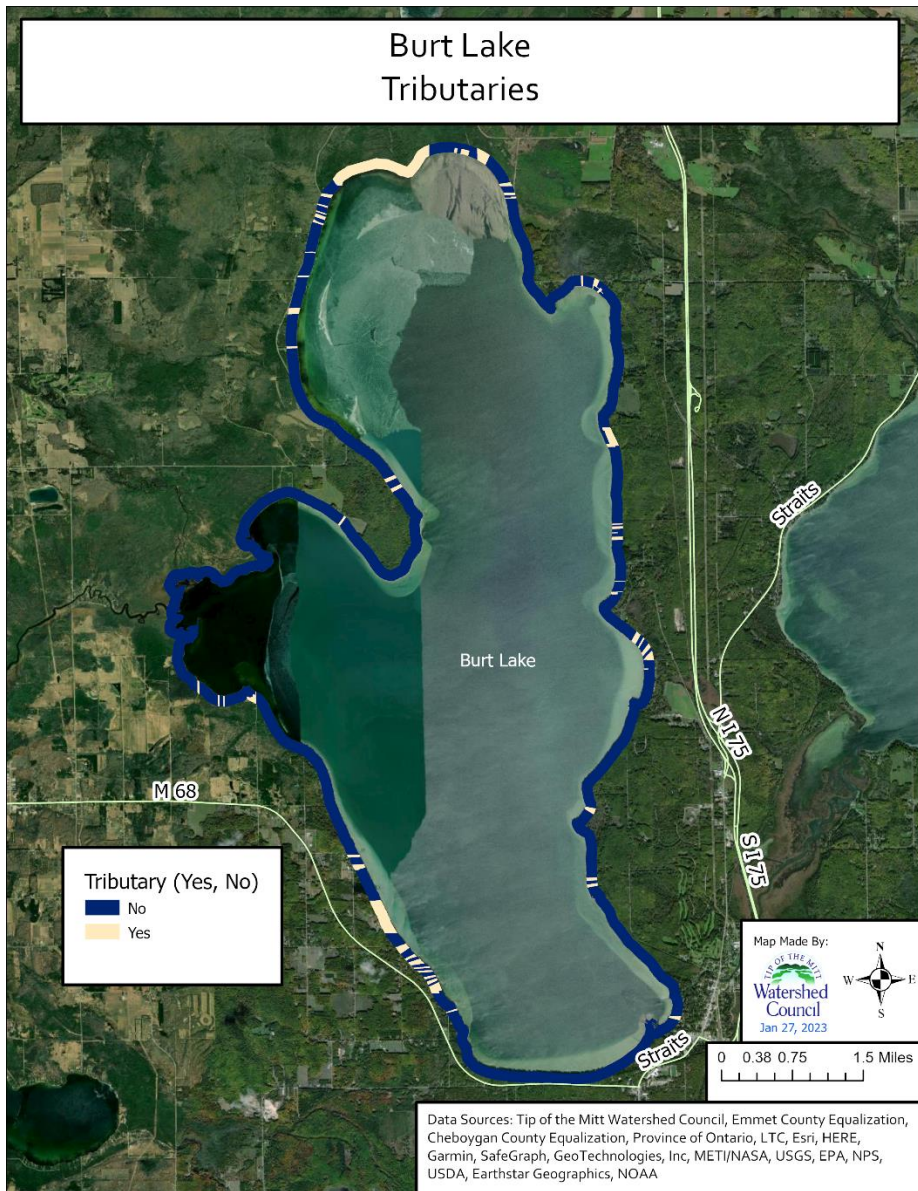 Burt Lake
Tributaries
Straits
Burt Lake
N I 75
M 68
S I 75
Tributary (Yes, No)
No
Yes
Map Made By:
TIP OF THE MITT
Watershed
Council
Jan 27, 2023
N
W E
S
Straits
0 0.38 0.75 1.5 Miles
Data Sources: Tip of the Mitt Watershed Council, Emmet County Equalization,
Cheboygan County Equalization, Province of Ontario, LTC, Esri, HERE,
Garmin, SafeGraph, GeoTechnologies, Inc, METI/NASA, USGS, EPA, NPS,
USDA, Earthstar Geographics, NOAA